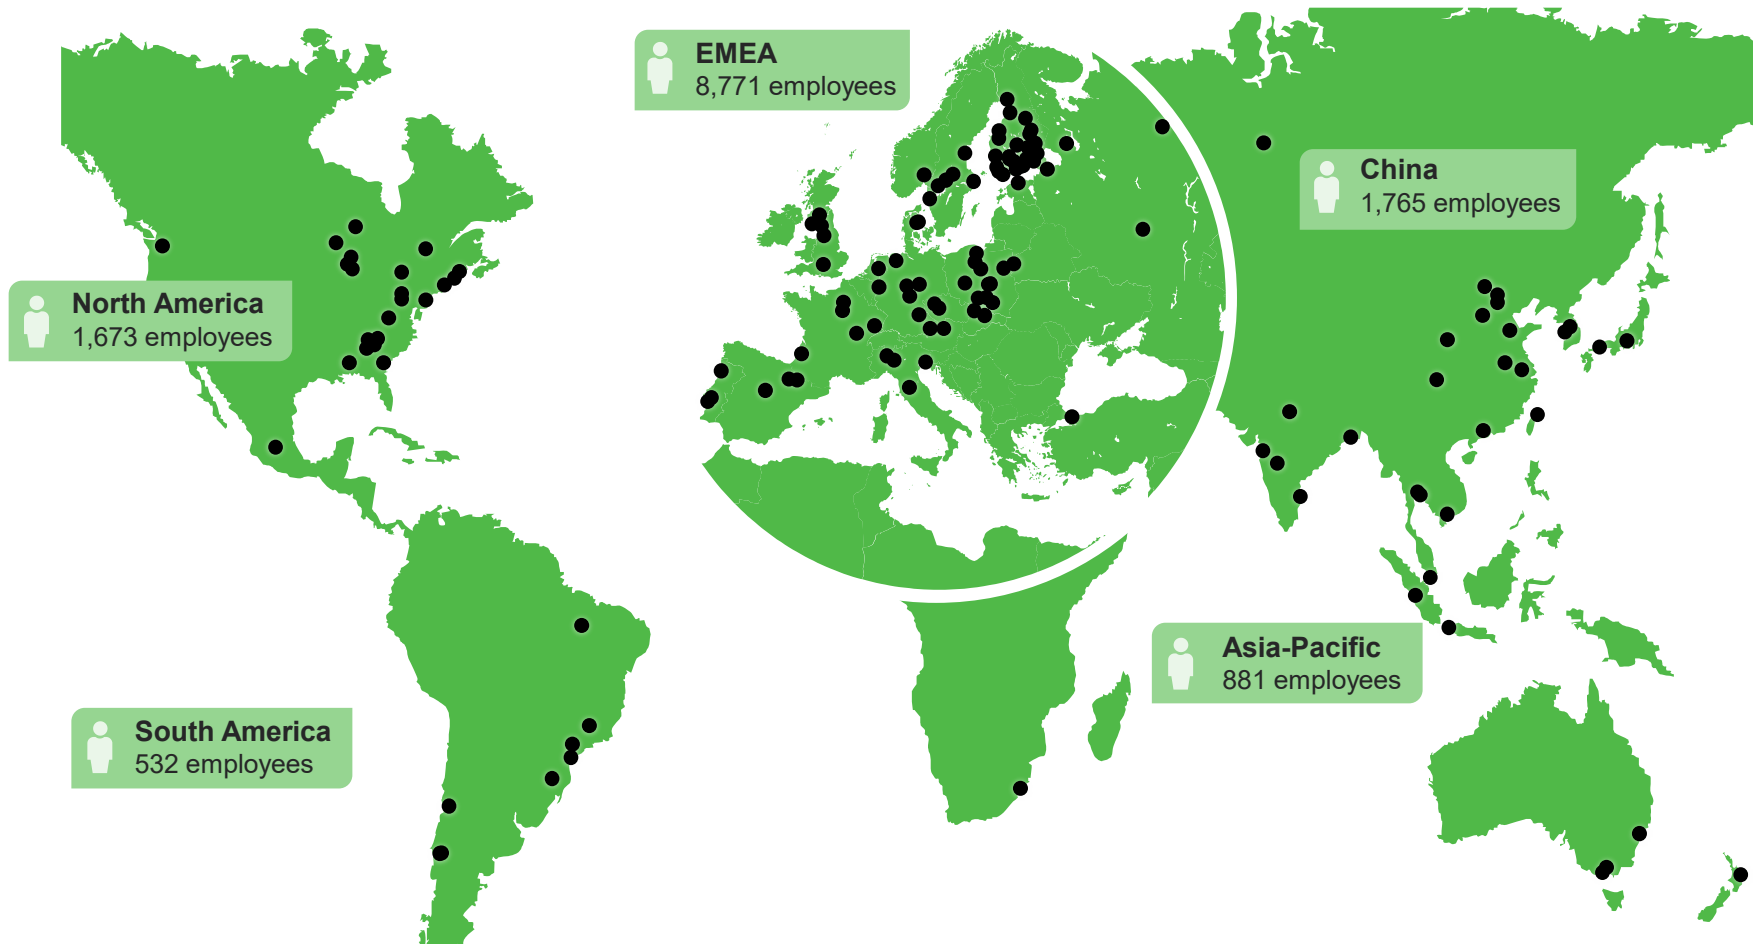 EMEA
8,771 employees
China
1,765 employees
North America
1,673 employees
Asia-Pacific
881 employees
South America
532 employees